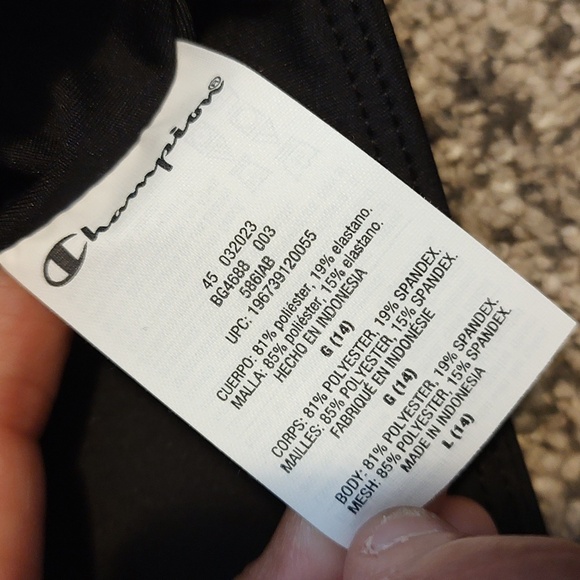 Champion®
45 032023
BG4688 003
586IAB
UPC: 196739120055
CUERPO: 81% poliéster, 19% elastano.
MALLA: 85% poliéster, 15% elastano.
HECHO EN INDONESIA
G (14)
CORPS: 81% POLYESTER, 19% SPANDEX.
MAILLES: 85% POLYESTER, 15% SPANDEX.
FABRIQUÉ EN INDONÉSIE
G (14)
BODY: 81% POLYESTER, 19% SPANDEX.
MESH: 85% POLYESTER, 15% SPANDEX.
MADE IN INDONESIA
L (14)